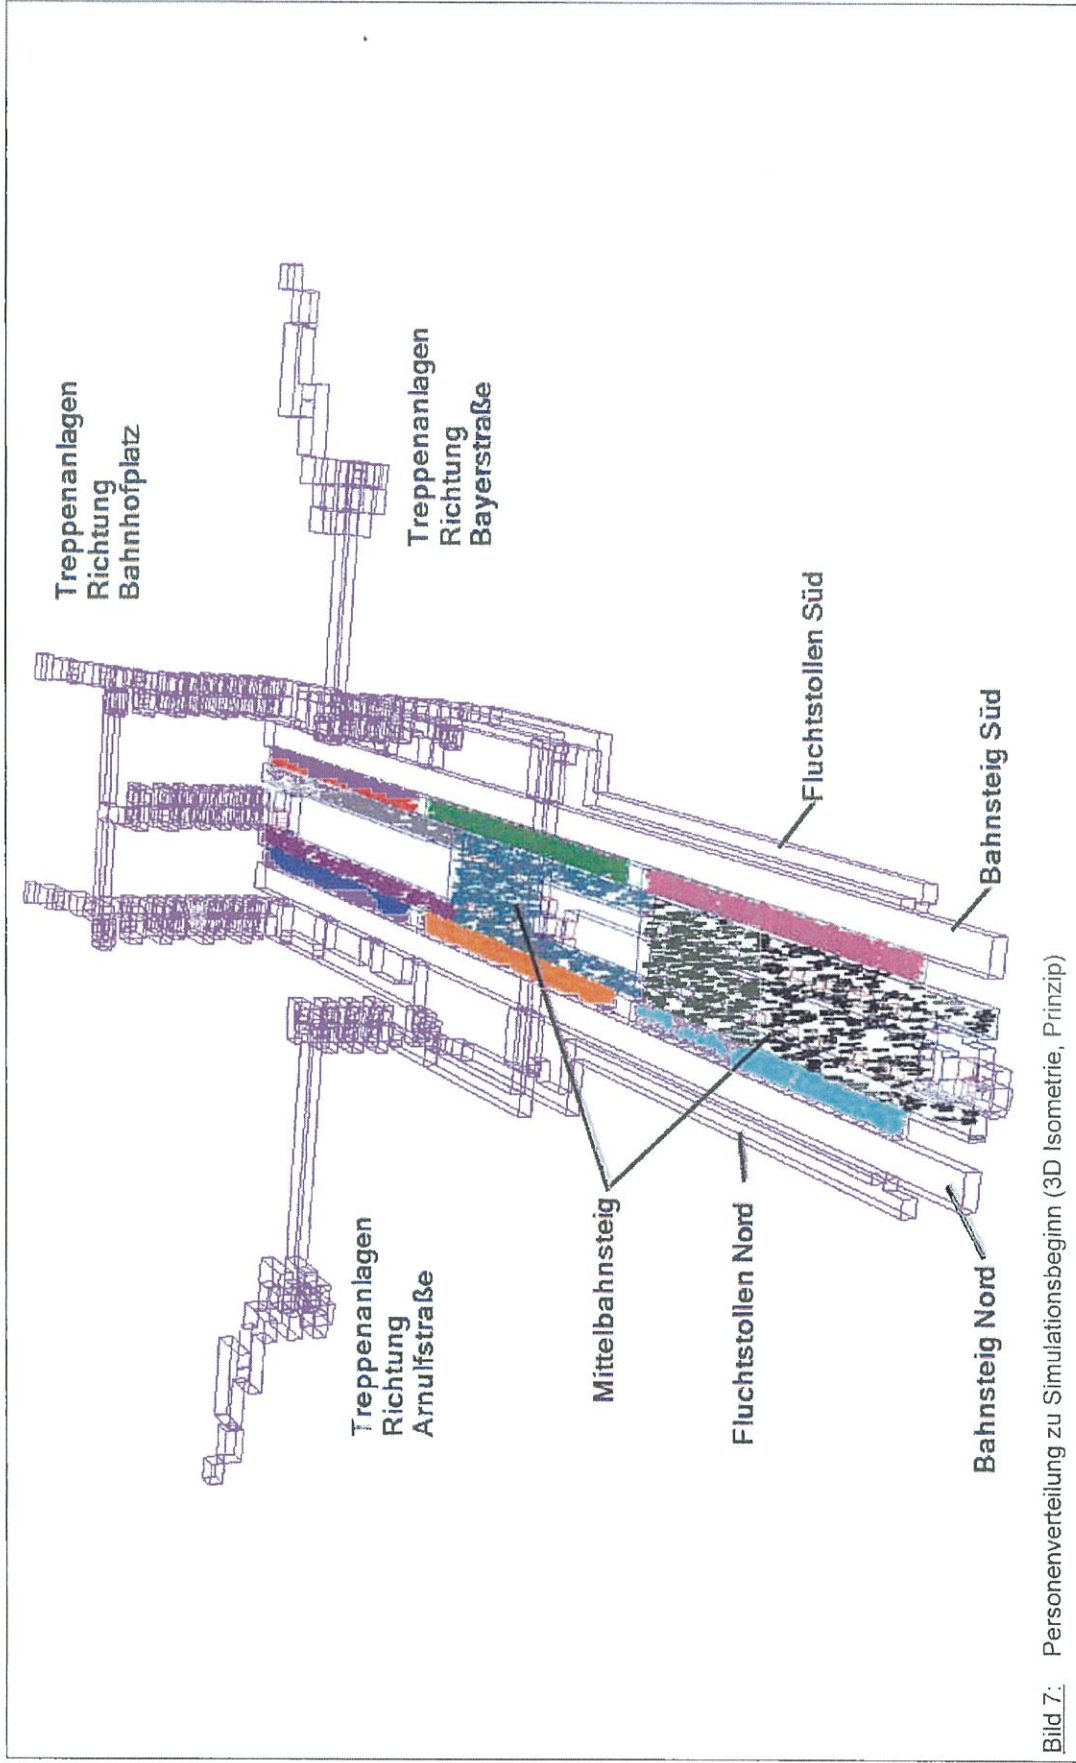 Treppenanlagen
Richtung
Bahnhofplatz
Treppenanlagen
Richtung
Bayerstraße
Treppenanlagen
Richtung
Arnulfstraße
Mittelbahnsteig
Fluchtstollen Süd
Fluchtstollen Nord
Bahnsteig Süd
Bahnsteig Nord
Bild 7: Personenverteilung zu Simulationsbeginn (3D Isometrie, Prinzip)